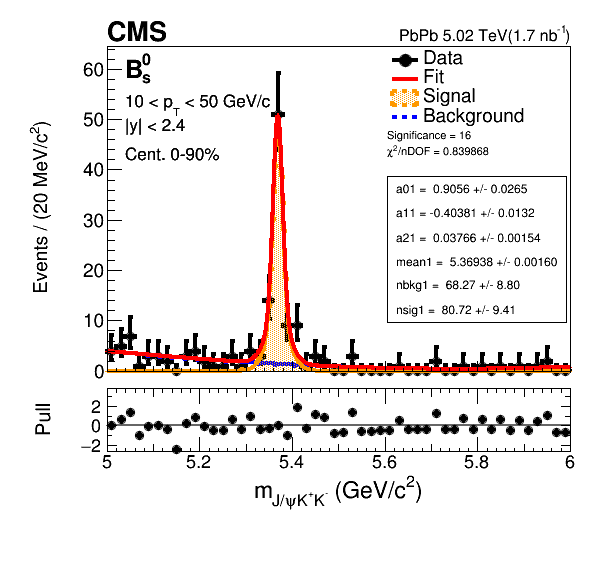 CMS
PbPb 5.02 TeV(1.7 nb⁻¹)
B⁰ₛ
10 < p_T < 50 GeV/c
|y| < 2.4
Cent. 0-90%
Data
Fit
Signal
Background
Significance = 16
χ²/nDOF = 0.839868
a01 = 0.9056 +/- 0.0265
a11 = -0.40381 +/- 0.0132
a21 = 0.03766 +/- 0.00154
mean1 = 5.36938 +/- 0.00160
nbkg1 = 68.27 +/- 8.80
nsig1 = 80.72 +/- 9.41
Events / (20 MeV/c²)
60
50
40
30
20
10
0
Pull
2
0
−2
5 5.2 5.4 5.6 5.8 6
m_J/ψK⁺K⁻ (GeV/c²)